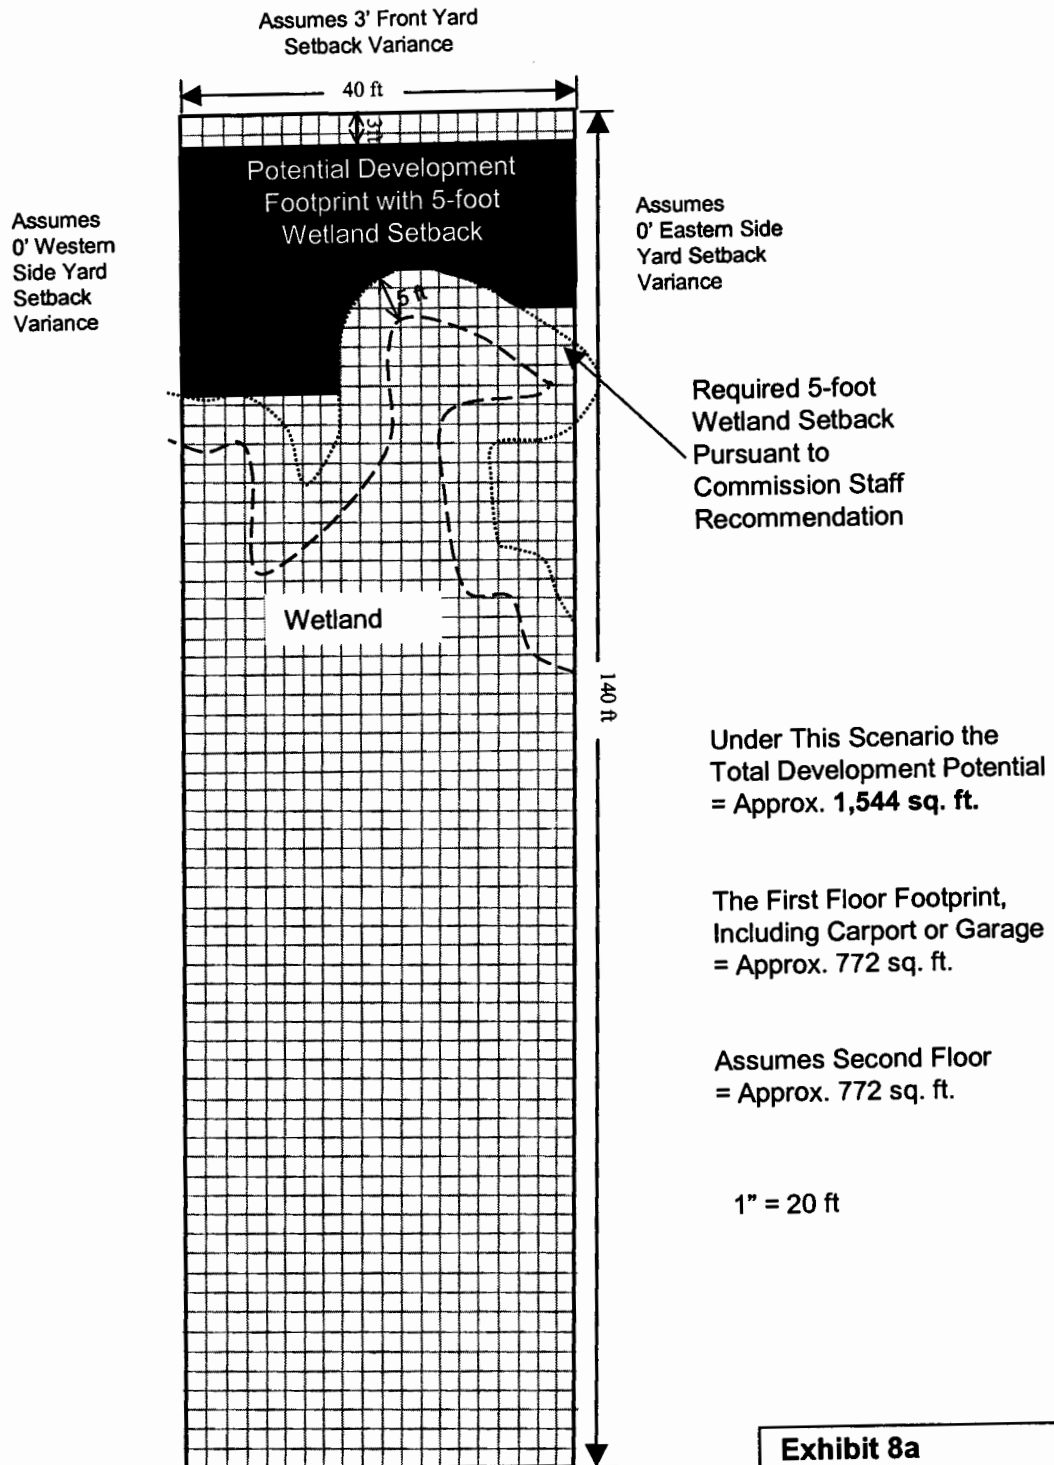 Assumes 3' Front Yard
Setback Variance
40 ft
3ft
Potential Development
Footprint with 5-foot
Wetland Setback
Assumes
0' Western
Side Yard
Setback
Variance
Assumes
0' Eastern Side
Yard Setback
Variance
5 ft
Required 5-foot
Wetland Setback
Pursuant to
Commission Staff
Recommendation
Wetland
140 ft
Under This Scenario the
Total Development Potential
= Approx. 1,544 sq. ft.
The First Floor Footprint,
Including Carport or Garage
= Approx. 772 sq. ft.
Assumes Second Floor
= Approx. 772 sq. ft.
1" = 20 ft
Exhibit 8a